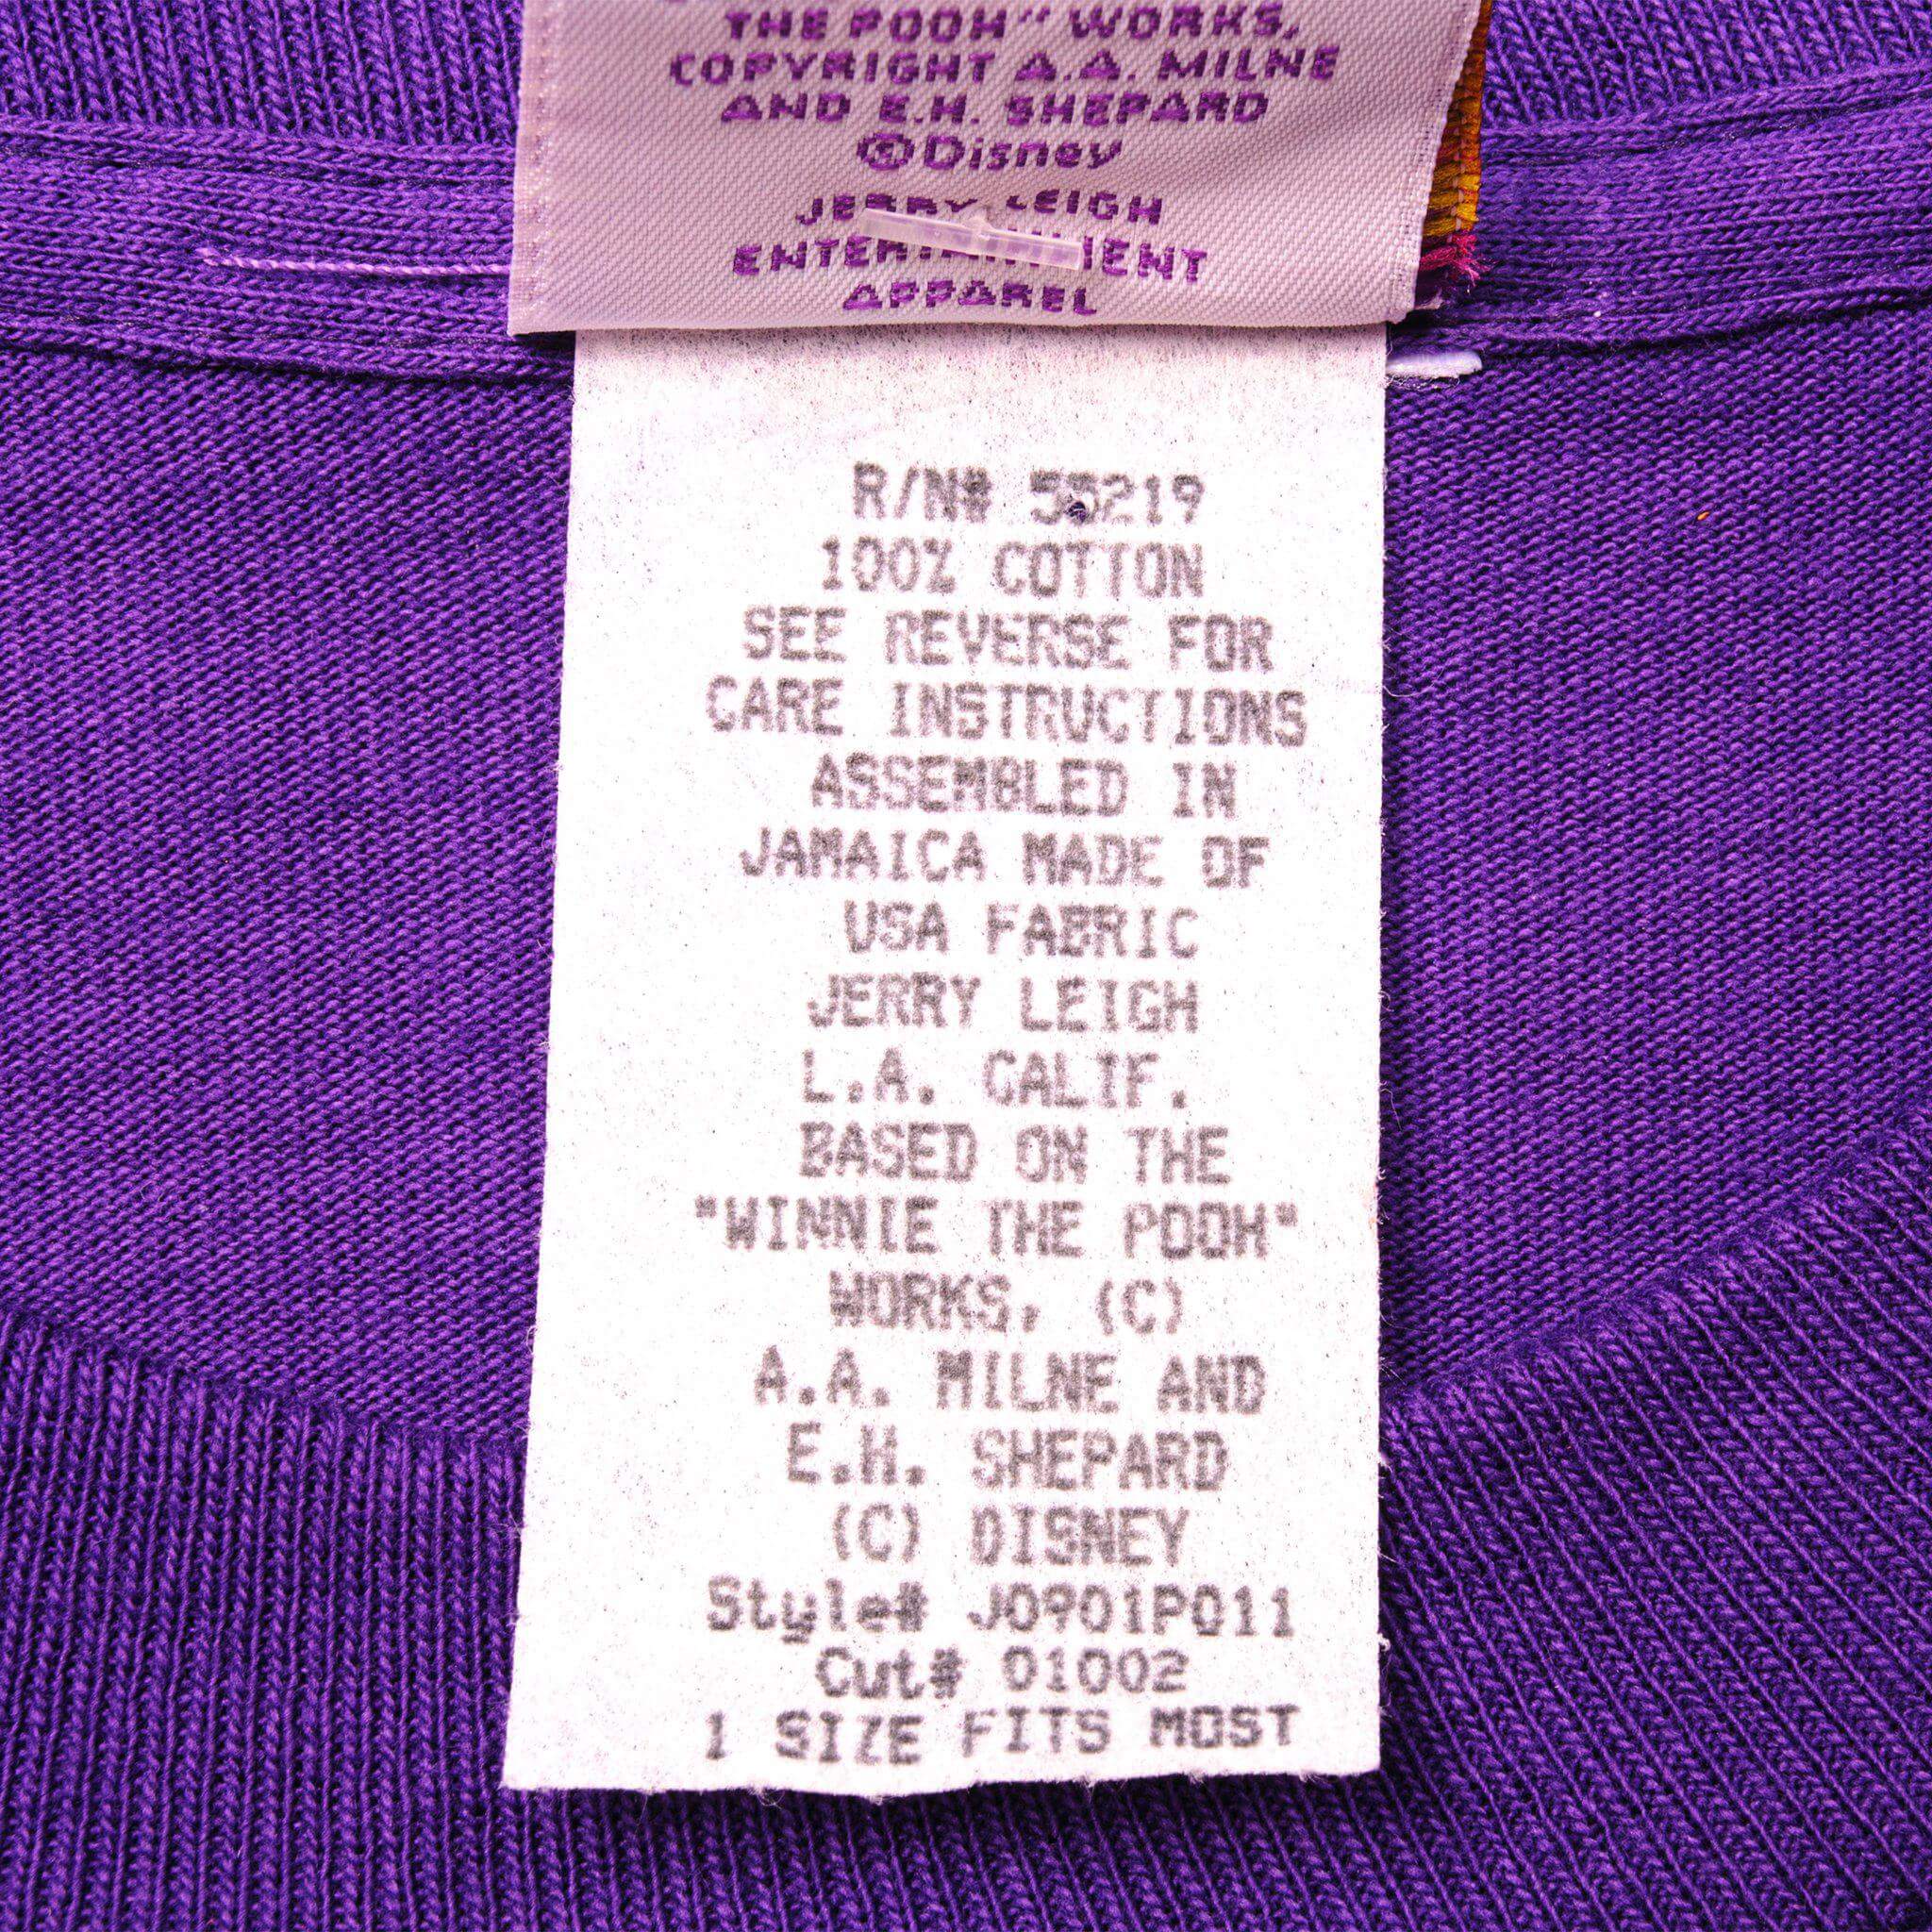 THE POOH" WORKS,
COPYRIGHT A.A. MILNE
AND E.H. SHEPARD
©Disney
JERRY LEIGH
ENTERTAINMENT
APPAREL
R/N# 55219
100% COTTON
SEE REVERSE FOR
CARE INSTRUCTIONS
ASSEMBLED IN
JAMAICA MADE OF
USA FABRIC
JERRY LEIGH
L.A. CALIF.
BASED ON THE
"WINNIE THE POOH"
WORKS, (C)
A.A. MILNE AND
E.H. SHEPARD
(C) DISNEY
Style# J0901P011
Cut# 01002
1 SIZE FITS MOST